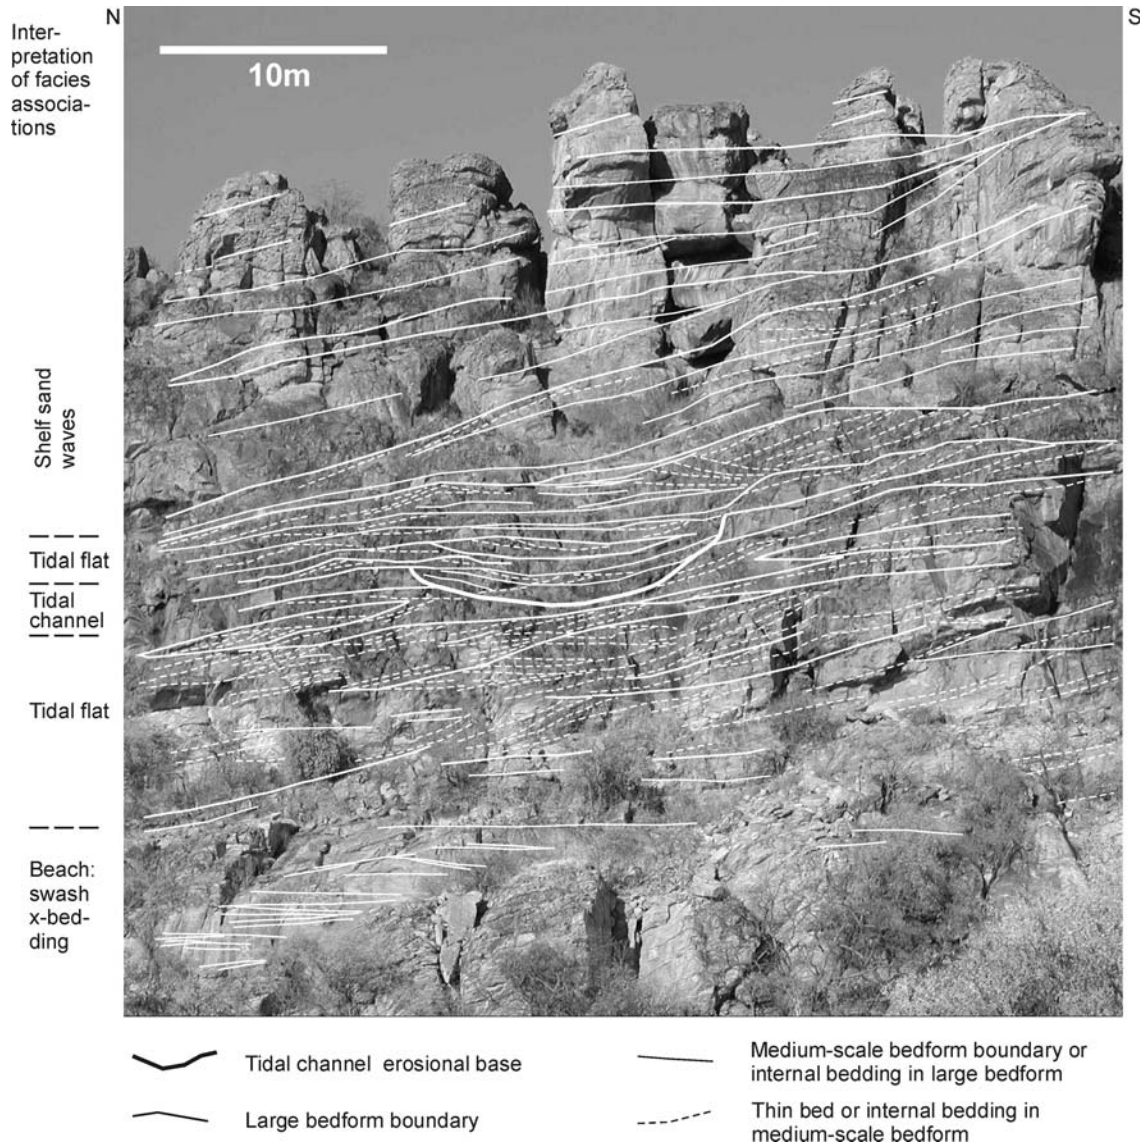 N
S
Inter-
pretation
of facies
associa-
tions
10m
Shelf sand
waves
Tidal flat
Tidal
channel
Tidal flat
Beach:
swash
x-bed-
ding
Tidal channel erosional base
Large bedform boundary
Medium-scale bedform boundary or
internal bedding in large bedform
Thin bed or internal bedding in
medium-scale bedform